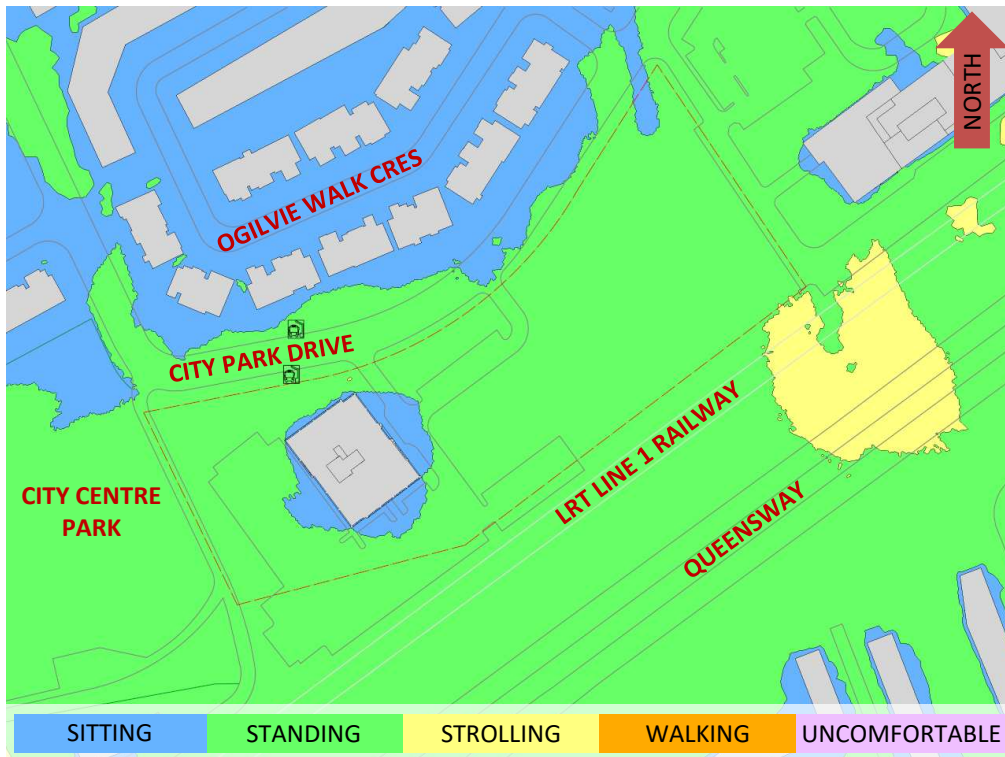 NORTH
OGILVIE WALK CRES
CITY PARK DRIVE
LRT LINE 1 RAILWAY
CITY CENTRE
PARK
QUEENSWAY
SITTING STANDING STROLLING WALKING UNCOMFORTABLE